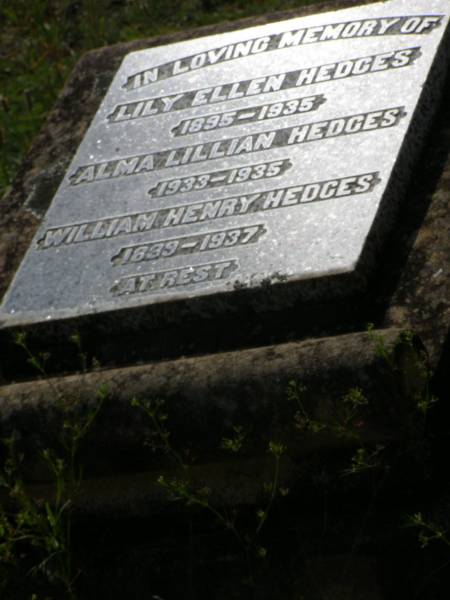 IN LOVING MEMORY OF
LILY ELLEN HEDGES
1895-1935
ALMA LILLIAN HEDGES
1933-1935
WILLIAM HENRY HEDGES
1889-1937
AT REST